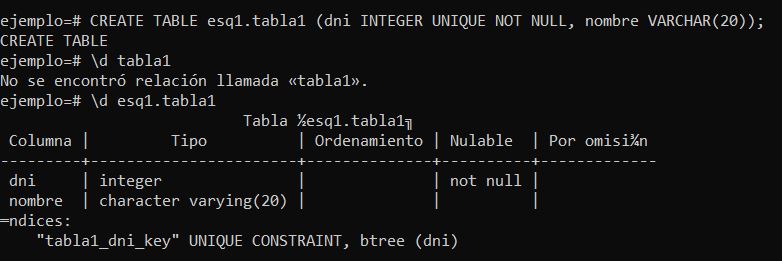 ejemplo=# CREATE TABLE esq1.tabla1 (dni INTEGER UNIQUE NOT NULL, nombre VARCHAR(20));
CREATE TABLE
ejemplo=# \d tabla1
No se encontró relación llamada «tabla1».
ejemplo=# \d esq1.tabla1
                         Tabla ½esq1.tabla1╗
 Columna |         Tipo          | Ordenamiento | Nulable  | Por omisi¾n
---------+-----------------------+--------------+----------+-------------
 dni     | integer               |              | not null |
 nombre  | character varying(20) |              |          |
═ndices:
    "tabla1_dni_key" UNIQUE CONSTRAINT, btree (dni)